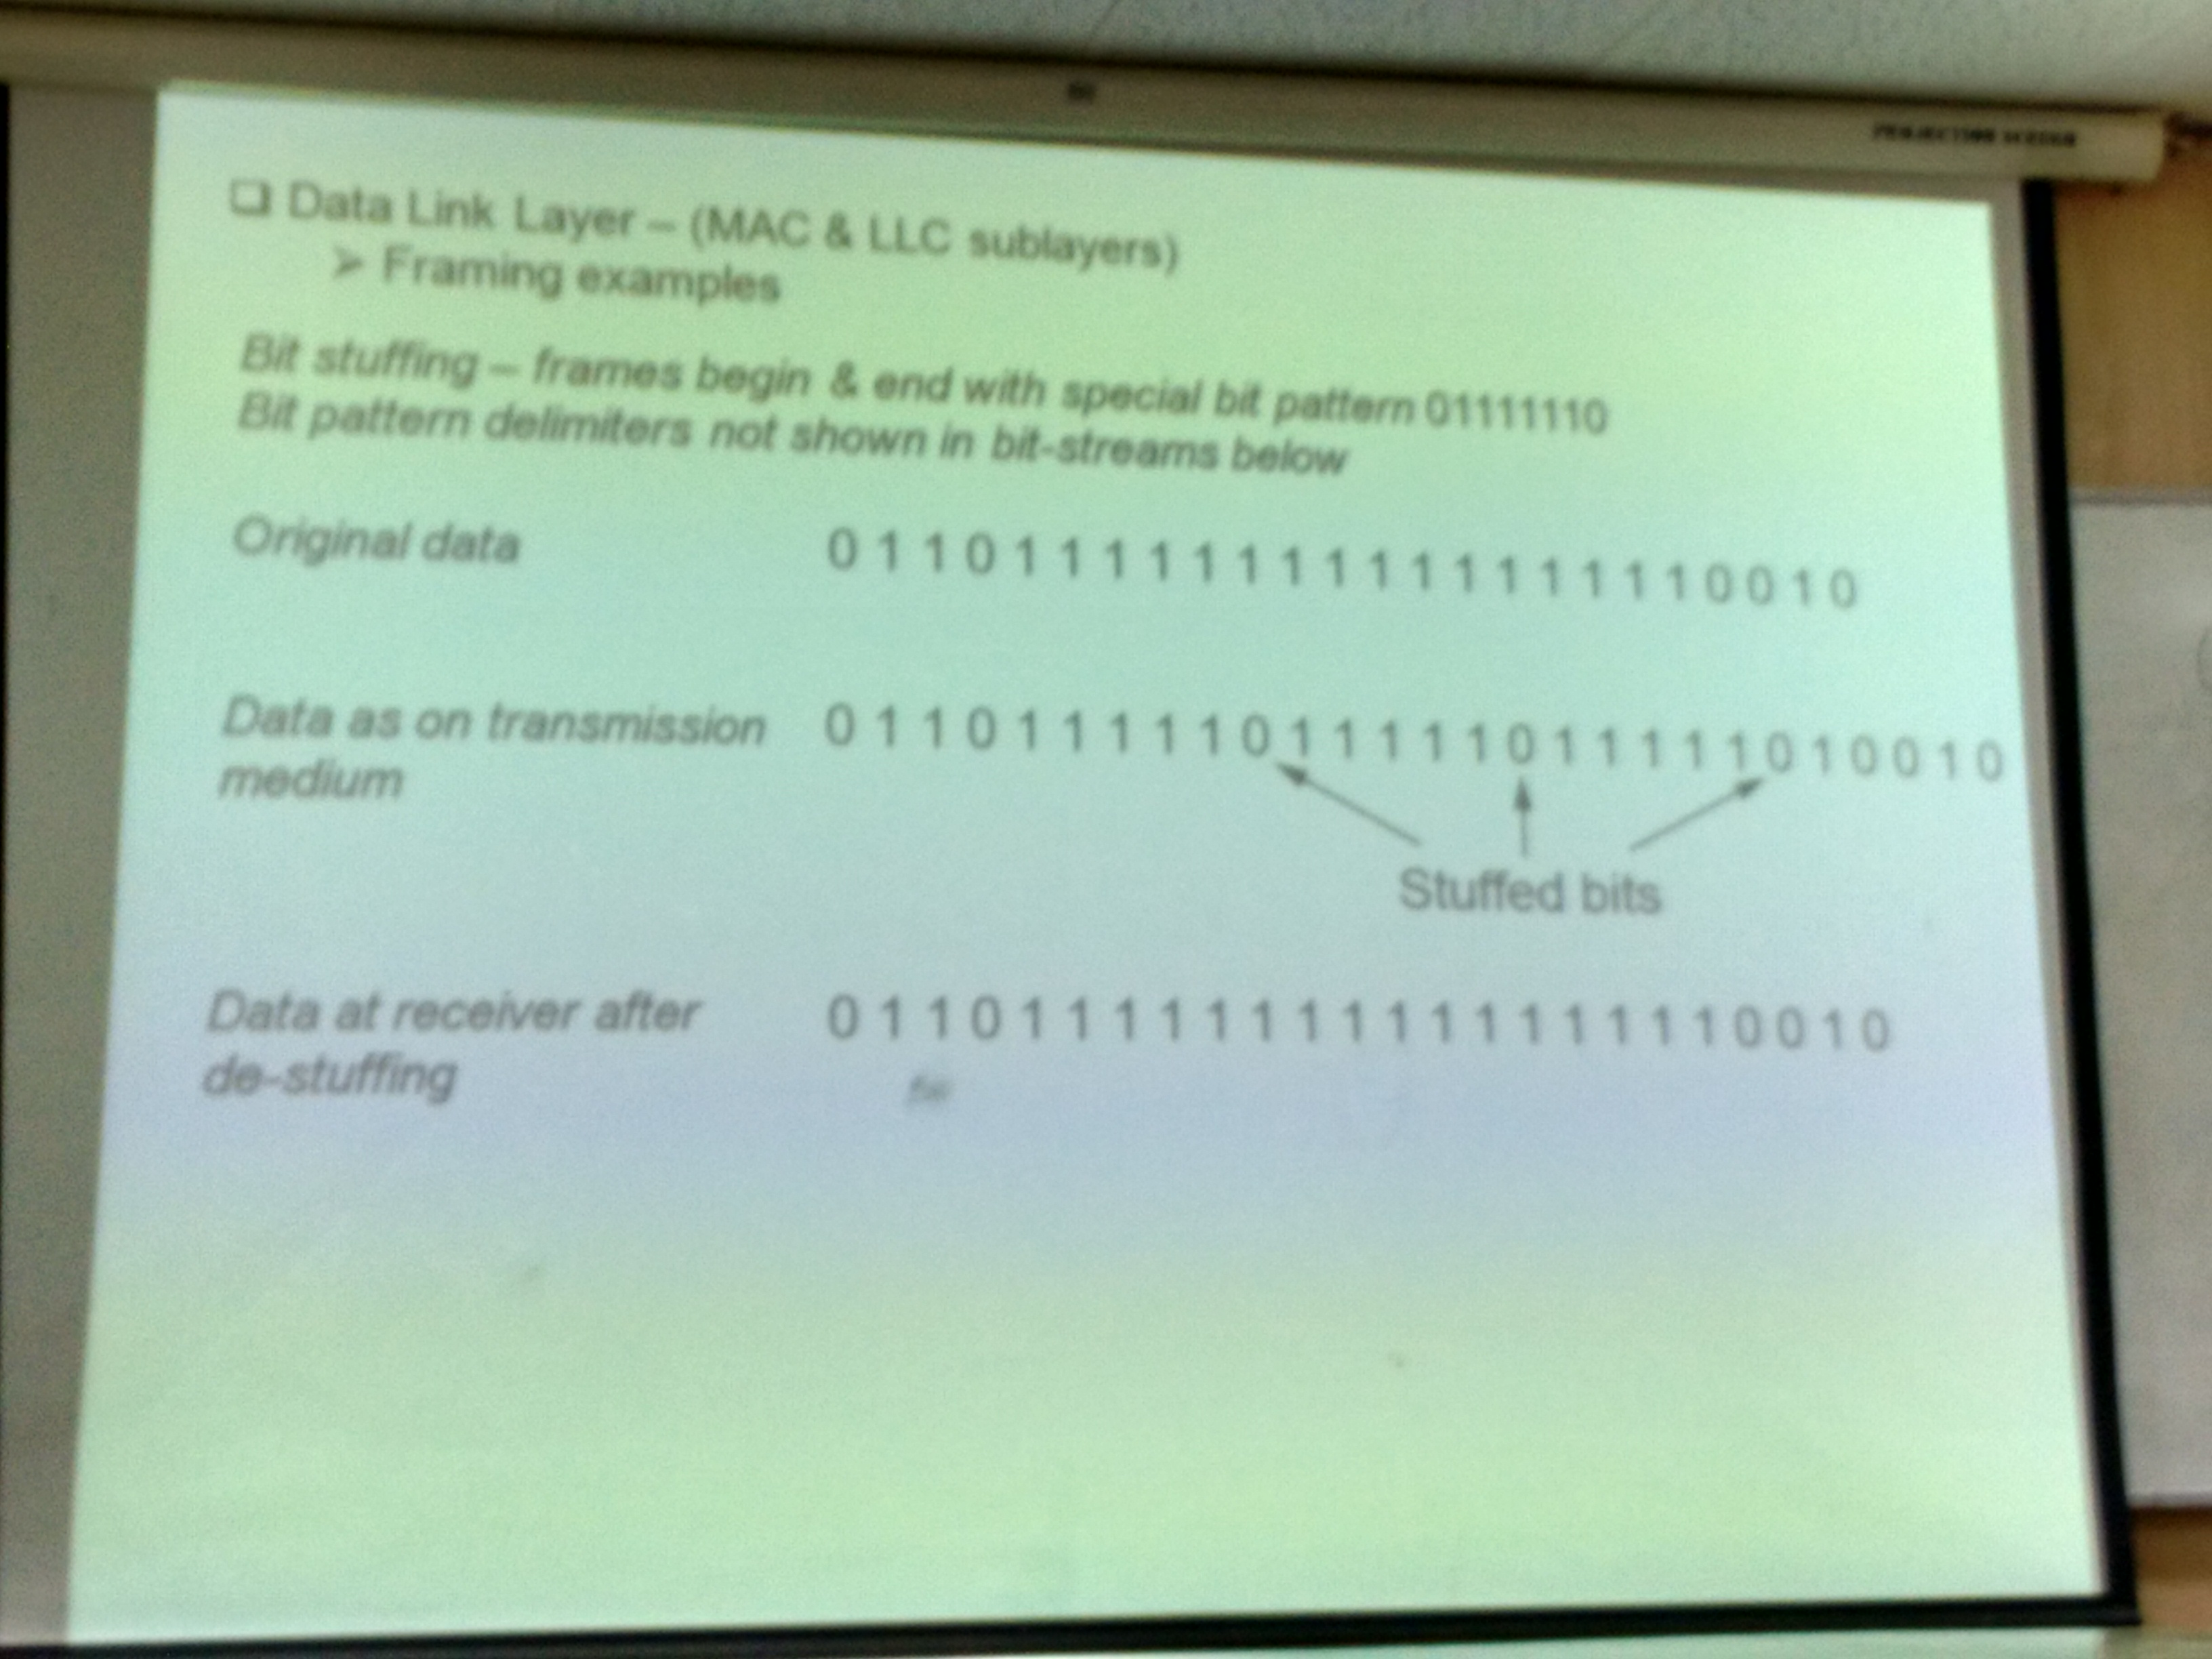 ❑ Data Link Layer – (MAC & LLC sublayers)
➢ Framing examples
Bit stuffing – frames begin & end with special bit pattern 01111110
Bit pattern delimiters not shown in bit-streams below
Original data 0 1 1 0 1 1 1 1 1 1 1 1 1 1 1 1 1 1 1 1 0 0 1 0
Data as on transmission 0 1 1 0 1 1 1 1 1 0 1 1 1 1 1 0 1 1 1 1 1 0 1 0 0 1 0
medium
Stuffed bits
Data at receiver after 0 1 1 0 1 1 1 1 1 1 1 1 1 1 1 1 1 1 1 1 0 0 1 0
de-stuffing